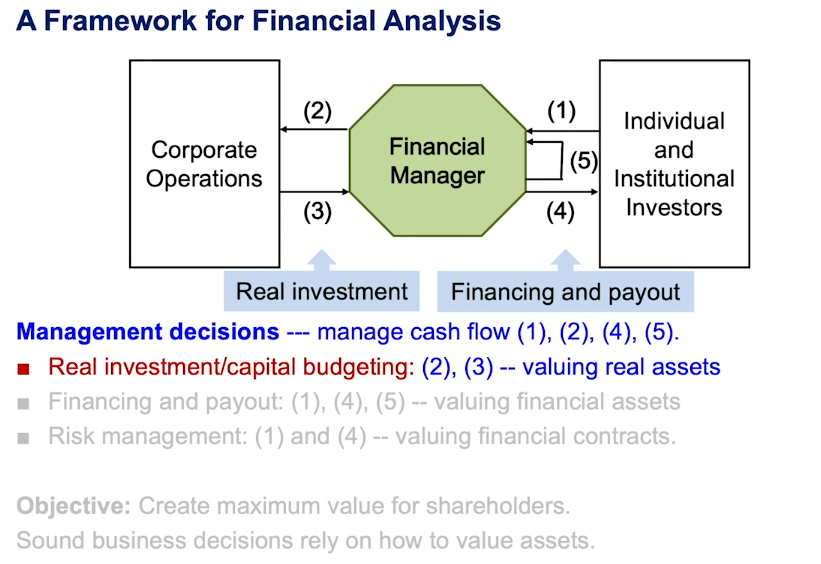 A Framework for Financial Analysis
Corporate
Operations
(2)
(3)
Financial
Manager
(1)
(5)
(4)
Individual
and
Institutional
Investors
Real investment
Financing and payout
Management decisions --- manage cash flow (1), (2), (4), (5).
■ Real investment/capital budgeting: (2), (3) -- valuing real assets
■ Financing and payout: (1), (4), (5) -- valuing financial assets
■ Risk management: (1) and (4) -- valuing financial contracts.
Objective: Create maximum value for shareholders.
Sound business decisions rely on how to value assets.